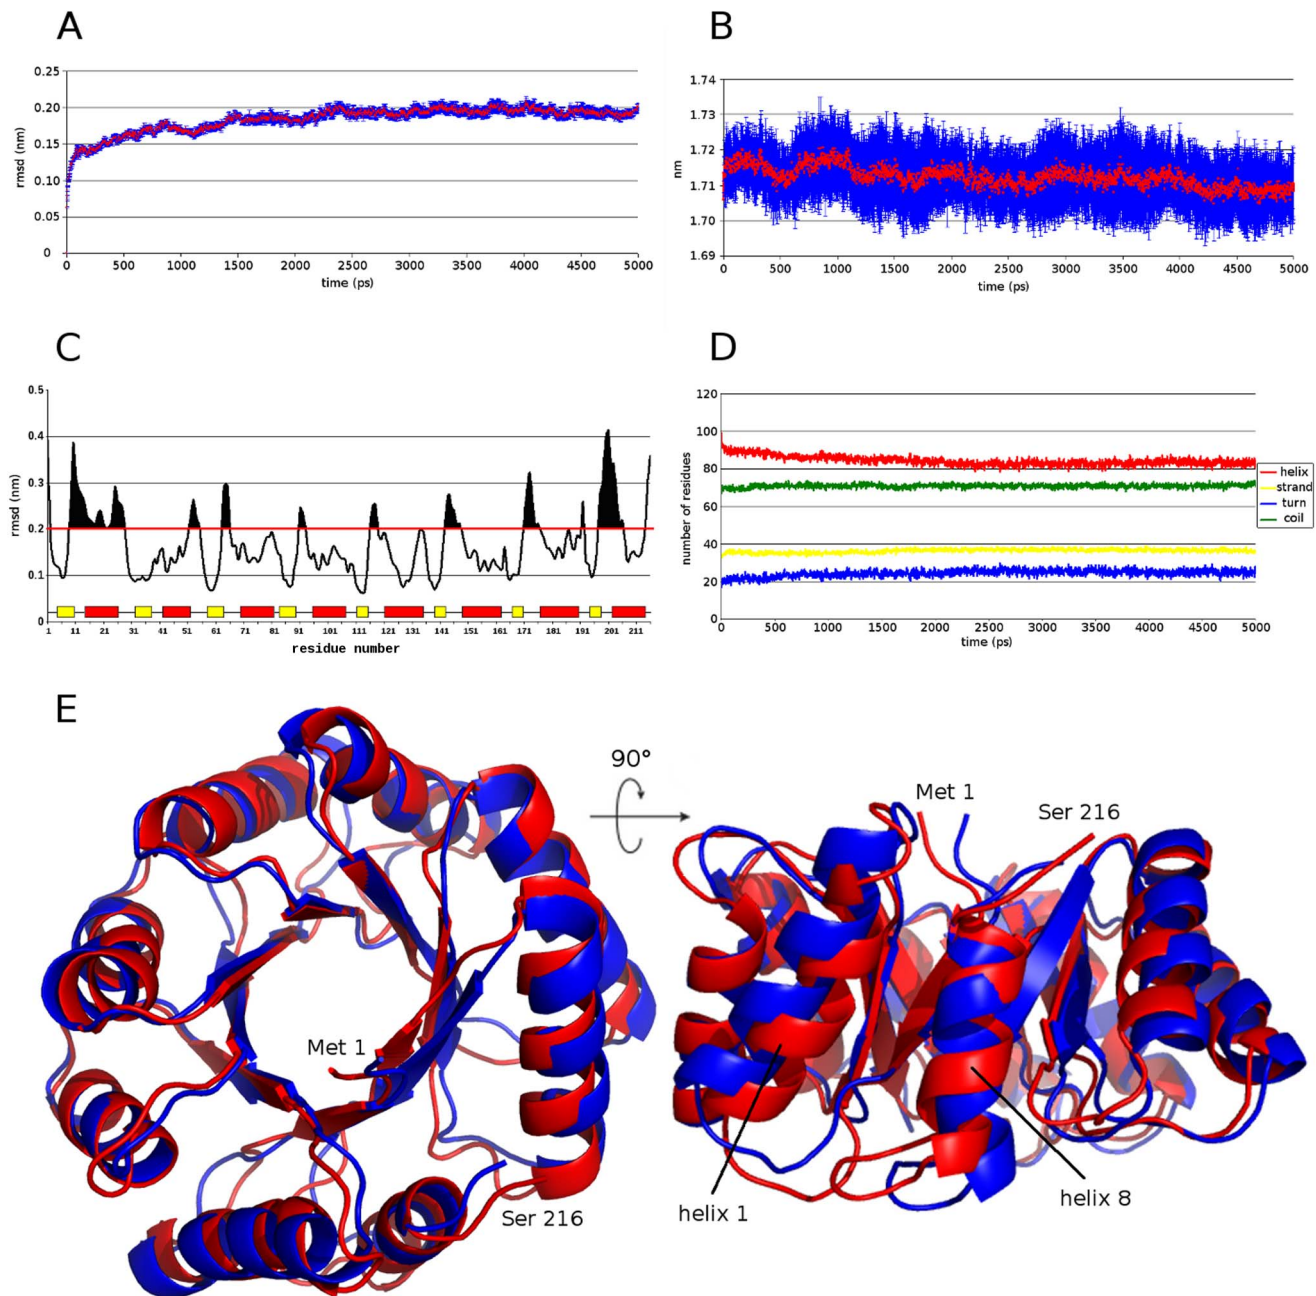 A
0.25
0.20
0.15
0.10
0.05
0
rmsd (nm)
0 500 1000 1500 2000 2500 3000 3500 4000 4500 5000
time (ps)
B
1.74
1.73
1.72
1.71
1.70
1.69
nm
0 500 1000 1500 2000 2500 3000 3500 4000 4500 5000
time (ps)
C
0.5
0.4
0.3
0.2
0.1
0
rmsd (nm)
1 11 21 31 41 51 61 71 81 91 101 111 121 131 141 151 161 171 181 191 201 211
residue number
D
120
100
80
60
40
20
0
number of residues
0 500 1000 1500 2000 2500 3000 3500 4000 4500 5000
time (ps)
helix
strand
turn
coil
E
90°
Met 1
Ser 216
Met 1
Ser 216
helix 1
helix 8